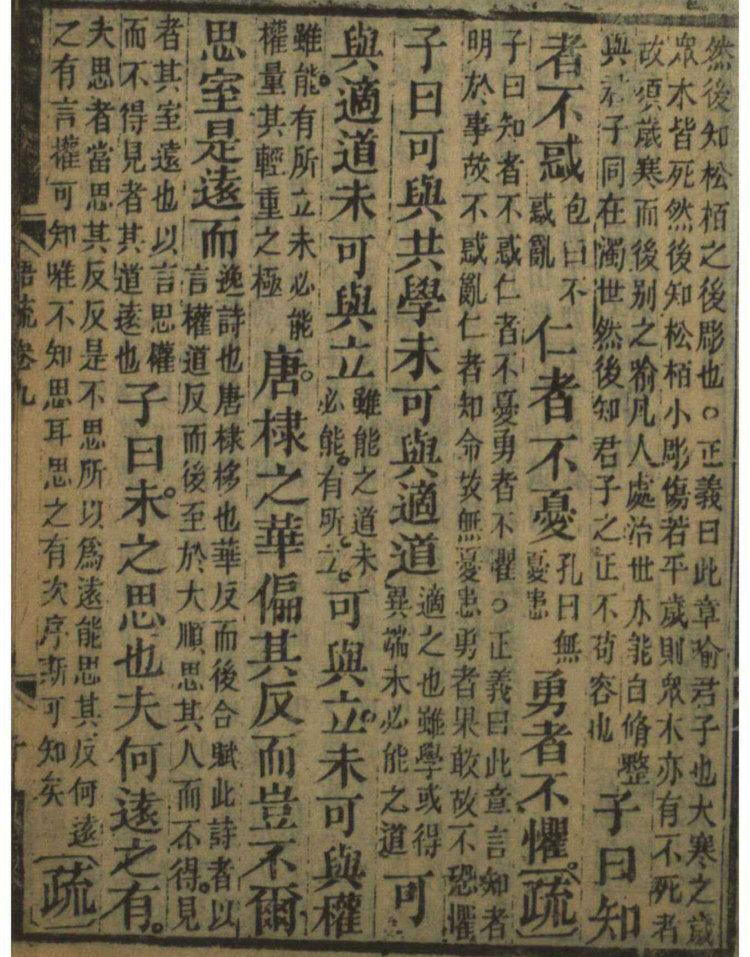 然後知松栢之後彫也○正義曰此章喻君子也大寒之歲
眾木皆死然後知松栢小彫傷若平歲則眾木亦有不死者
故須歲寒而後別之喻凡人處治世亦能自脩整
與君子同在濁世然後知君子之正不苟容也
子曰知
者不惑包曰不惑亂仁者不憂孔曰無憂患勇者不懼疏
子曰知者不惑仁者不憂勇者不懼○正義曰此章言知者
明於事故不惑亂仁者知命故無憂患勇者果敢故不恐懼
子曰可與共學未可與適道適之也雖學或得異端未必能之道可
與適道未可與立雖能之道未必能有所立可與立未可與權
雖能有所立未必能權量其輕重之極唐棣之華偏其反而豈不爾
思室是遠而逸詩也唐棣栘也華反而後合賦此詩者以言權道反而後至於大順思其人而不得見
者其室遠也以言思權而不得見者其道遠也子曰未之思也夫何遠之有
夫思者當思其反反是不思所以爲遠能思其反何遠之有言權可知唯不知思耳思之有次序斯可知矣疏
語疏卷九